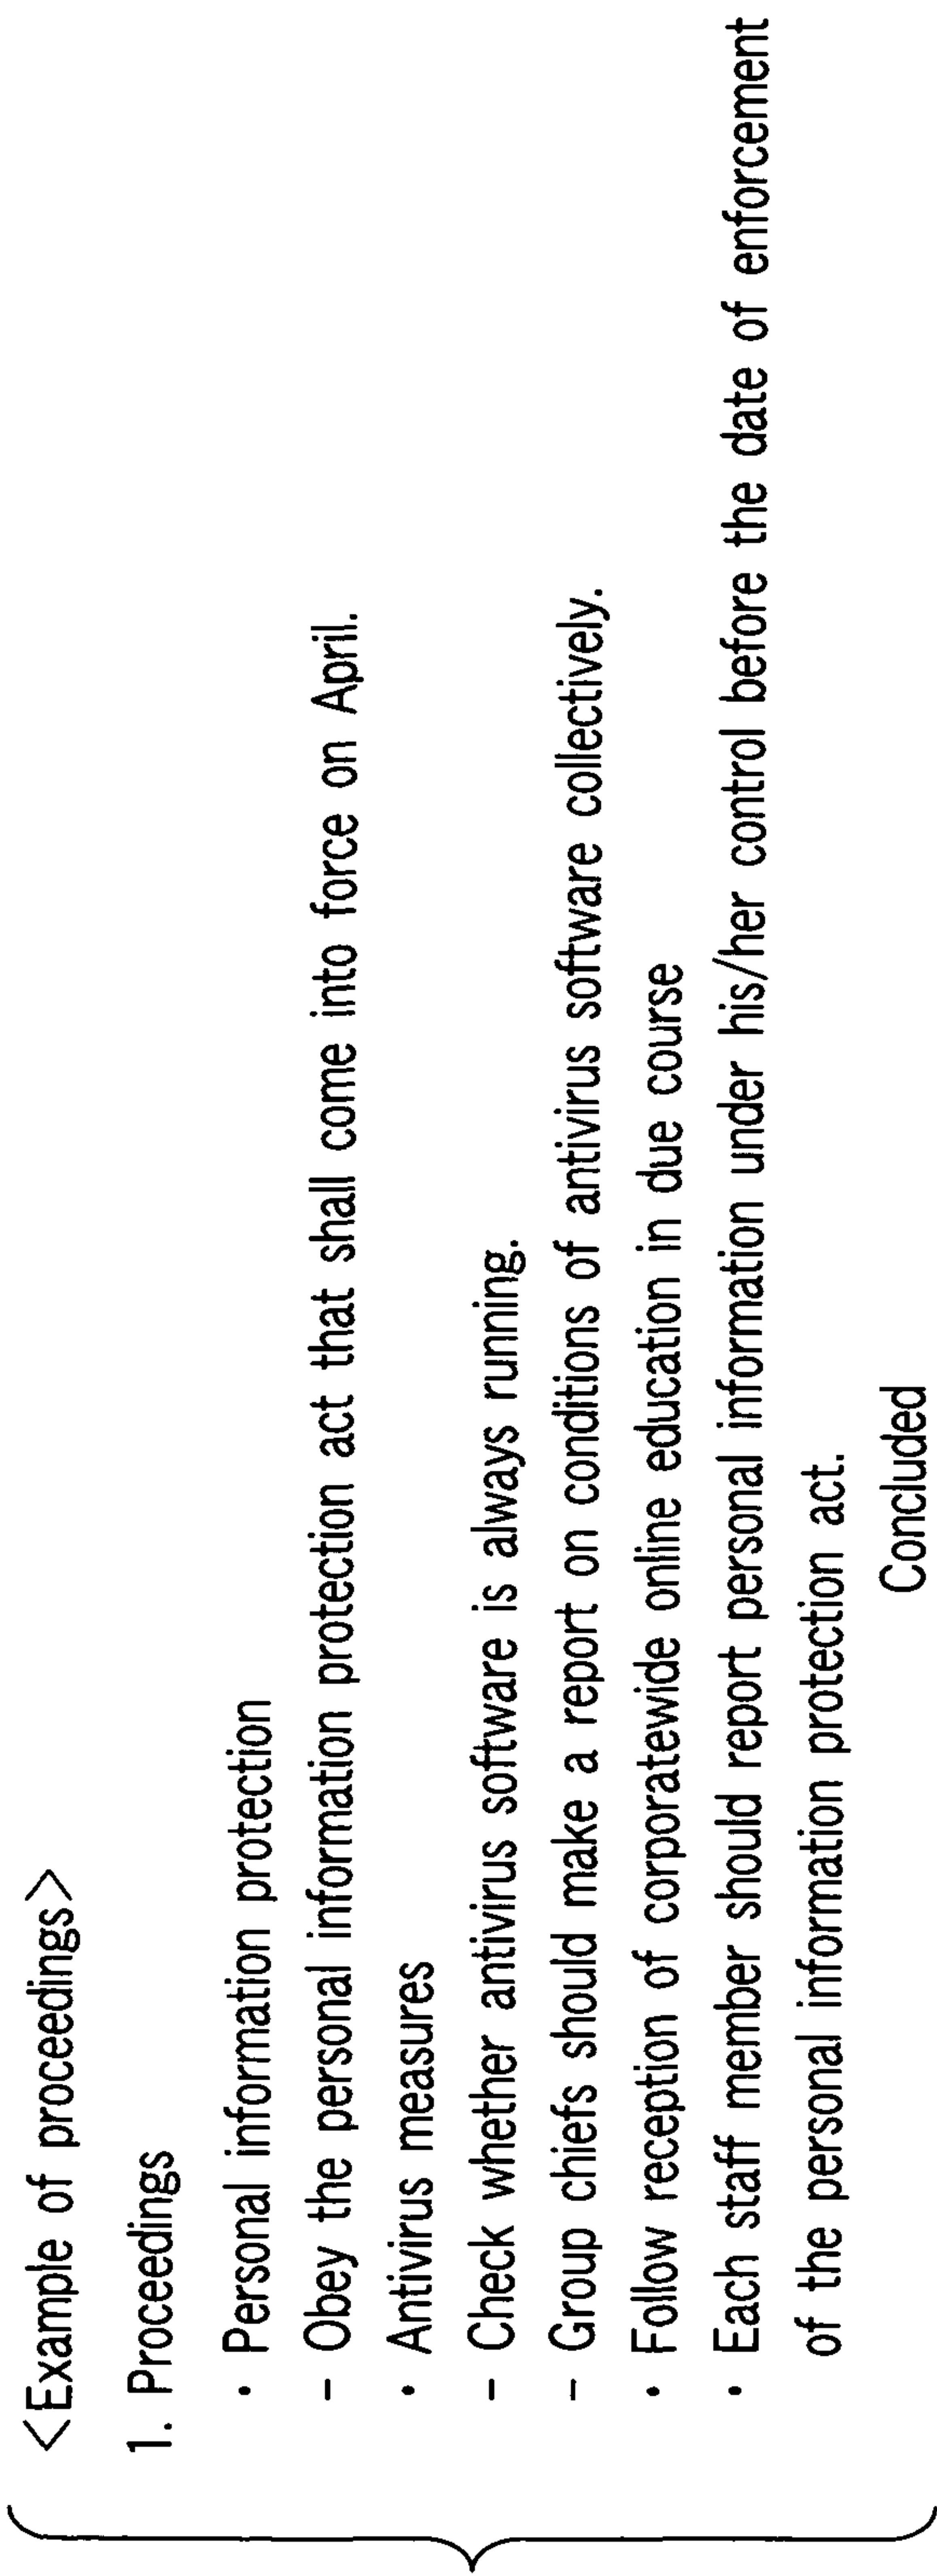 <Example of proceedings>
1. Proceedings
・ Personal information protection
– Obey the personal information protection act that shall come into force on April.
・ Antivirus measures
– Check whether antivirus software is always running.
– Group chiefs should make a report on conditions of antivirus software collectively.
・ Follow reception of corporatewide online education in due course
・ Each staff member should report personal information under his/her control before the date of enforcement
of the personal information protection act.
Concluded